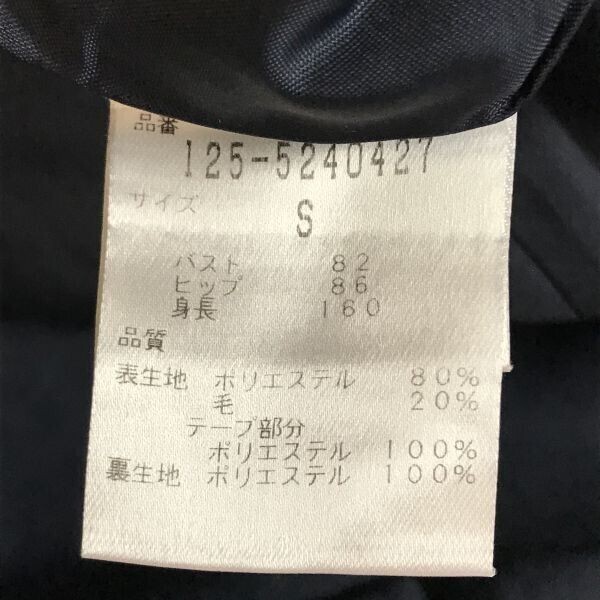 品番
125-5240427
サイズ
S
バスト 82
ヒップ 86
身長 160
品質
表生地 ポリエステル 80%
毛 20%
テープ部分
ポリエステル 100%
裏生地 ポリエステル 100%